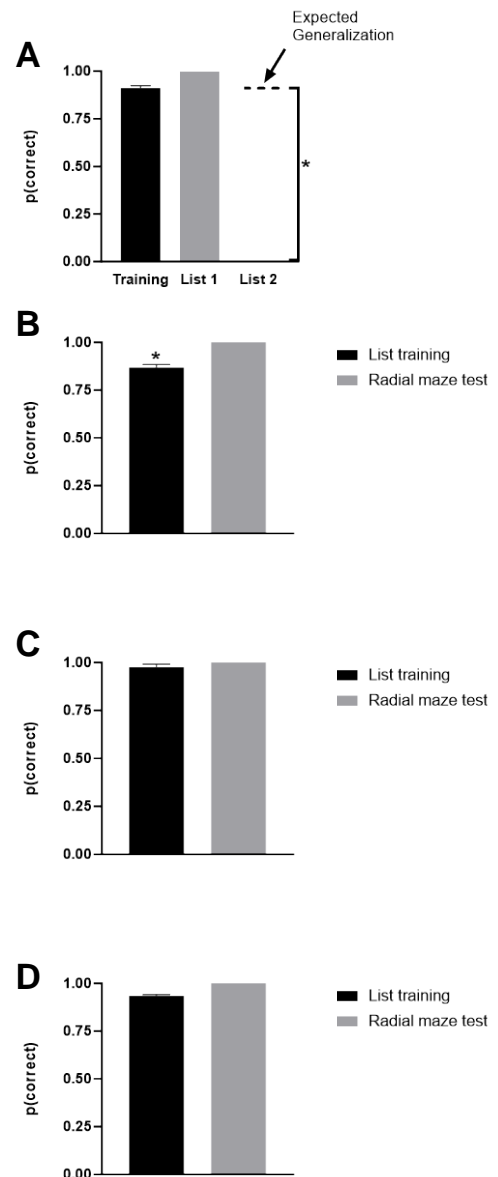 Expected
Generalization
A
1.00
0.75
0.50
0.25
0.00
p(correct)
*
Training List 1 List 2
B
1.00
0.75
0.50
0.25
0.00
p(correct)
*
List training
Radial maze test
C
1.00
0.75
0.50
0.25
0.00
p(correct)
List training
Radial maze test
D
1.00
0.75
0.50
0.25
0.00
p(correct)
List training
Radial maze test